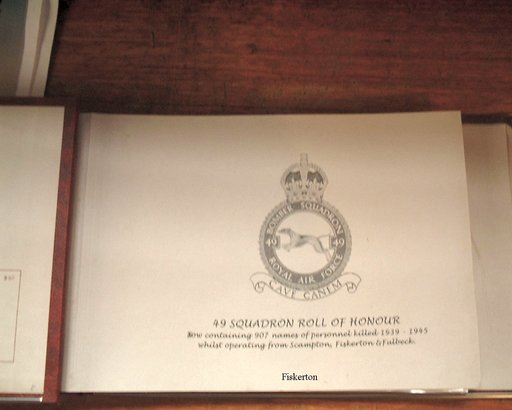 BOMBER SQUADRON
49 49
ROYAL AIR FORCE
CAVE CANEM
49 SQUADRON ROLL OF HONOUR
Now containing 907 names of personnel killed 1939 - 1945
whilst operating from Scampton, Fiskerton & Fulbeck.
Fiskerton